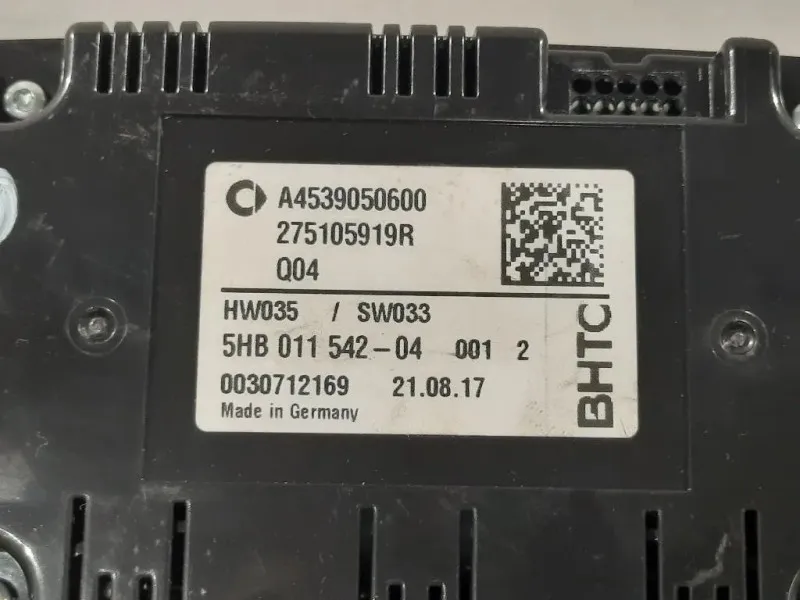 A4539050600
275105919R
Q04
HW035 / SW033
5HB 011 542-04 001 2
0030712169 21.08.17
Made in Germany
BHTC